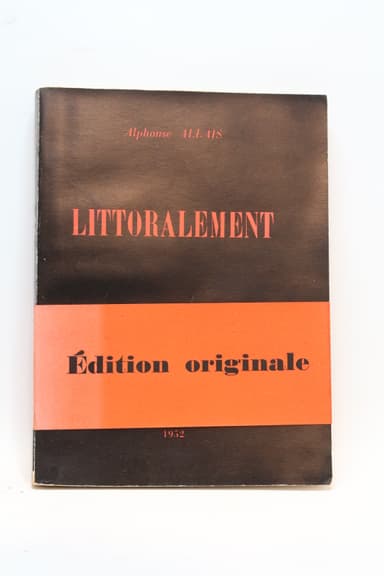 Alphonse ALLAIS
LITTORALEMENT
Édition originale
1952